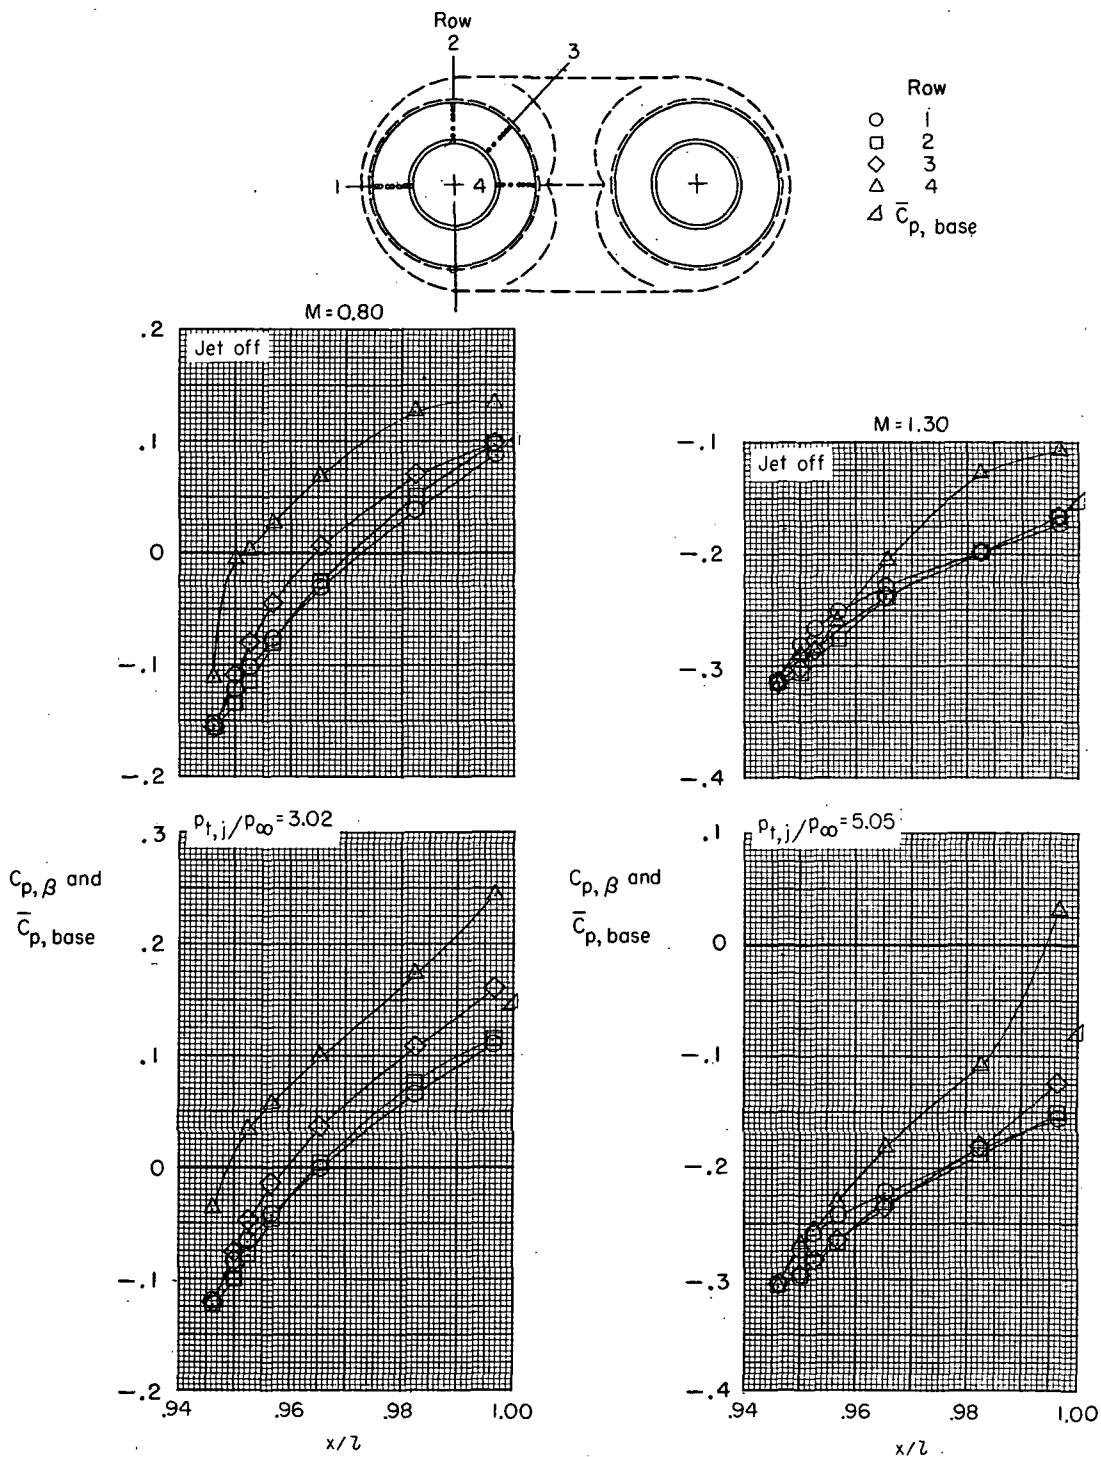 Row
2
3
1
4
Row
1
2
3
4
C̅p, base
M=0.80
.2
Jet off
.1
0
-.1
-.2
M=1.30
-.1
Jet off
-.2
-.3
-.4
pt,j/p∞=3.02
.3
Cp,β and
C̅p, base
.2
.1
0
-.1
-.2
.94 .96 .98 1.00
x/l
pt,j/p∞=5.05
.1
Cp,β and
C̅p, base
0
-.1
-.2
-.3
-.4
.94 .96 .98 1.00
x/l